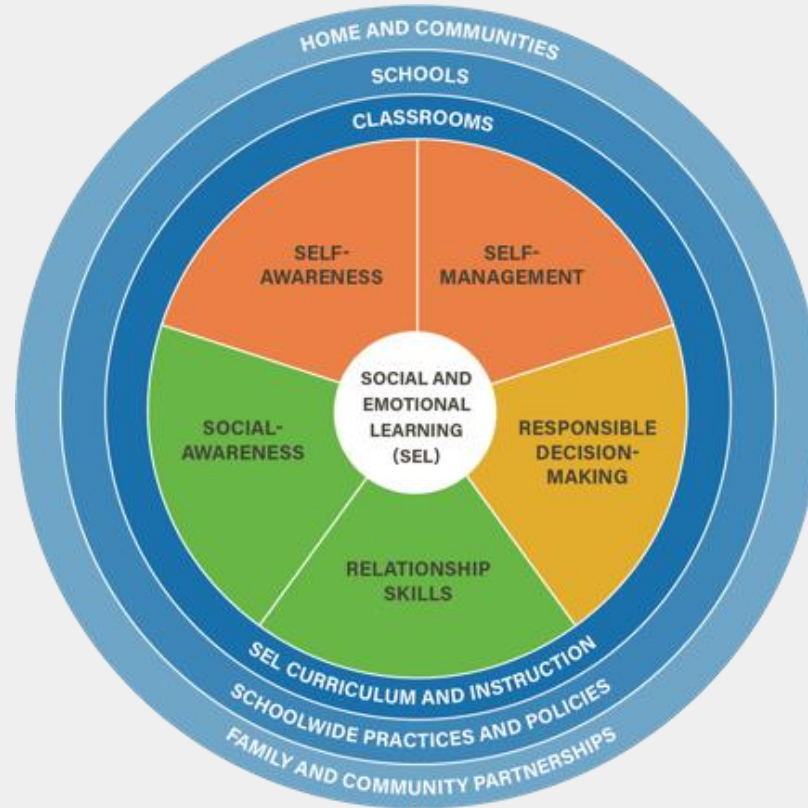 HOME AND COMMUNITIES
SCHOOLS
CLASSROOMS
SELF-
AWARENESS
SELF-
MANAGEMENT
SOCIAL AND
EMOTIONAL
LEARNING
(SEL)
SOCIAL-
AWARENESS
RESPONSIBLE
DECISION-
MAKING
RELATIONSHIP
SKILLS
SEL CURRICULUM AND INSTRUCTION
SCHOOLWIDE PRACTICES AND POLICIES
FAMILY AND COMMUNITY PARTNERSHIPS